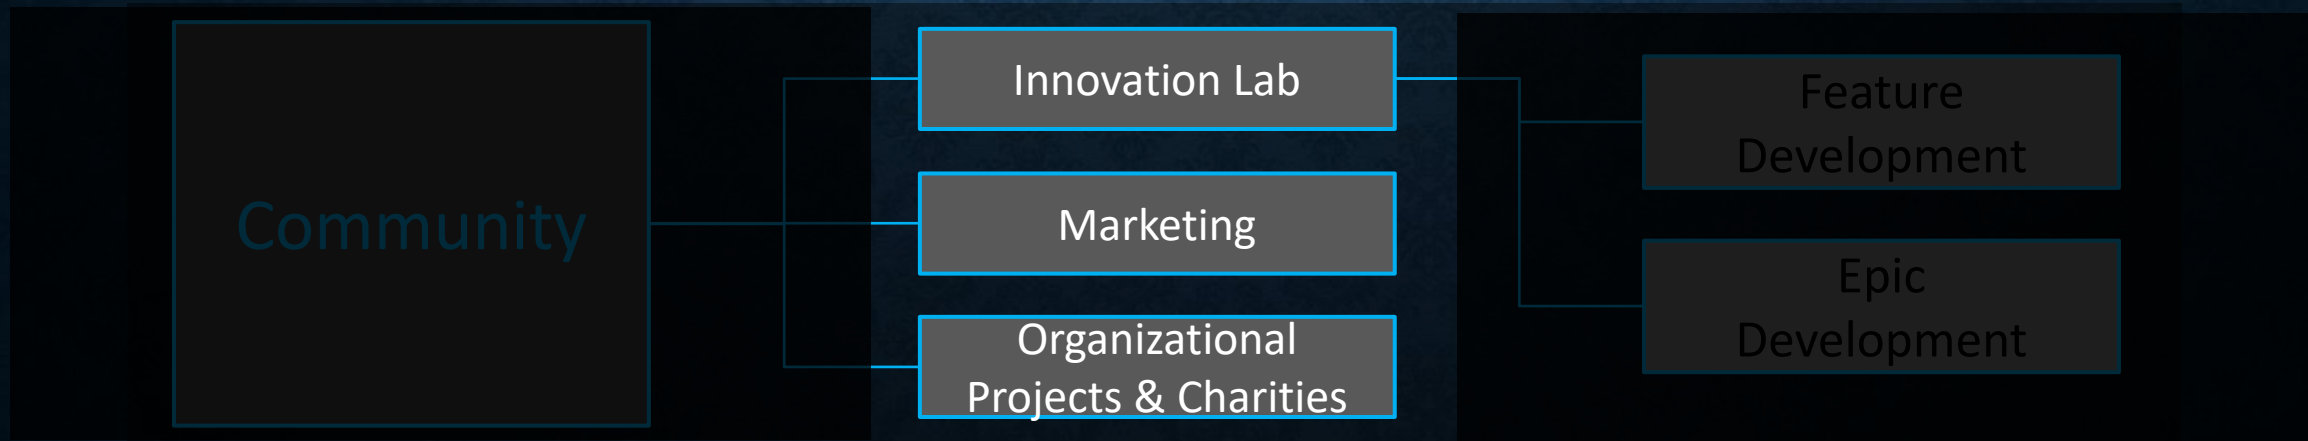 Community
Innovation Lab
Marketing
Organizational
Projects & Charities
Feature
Development
Epic
Development